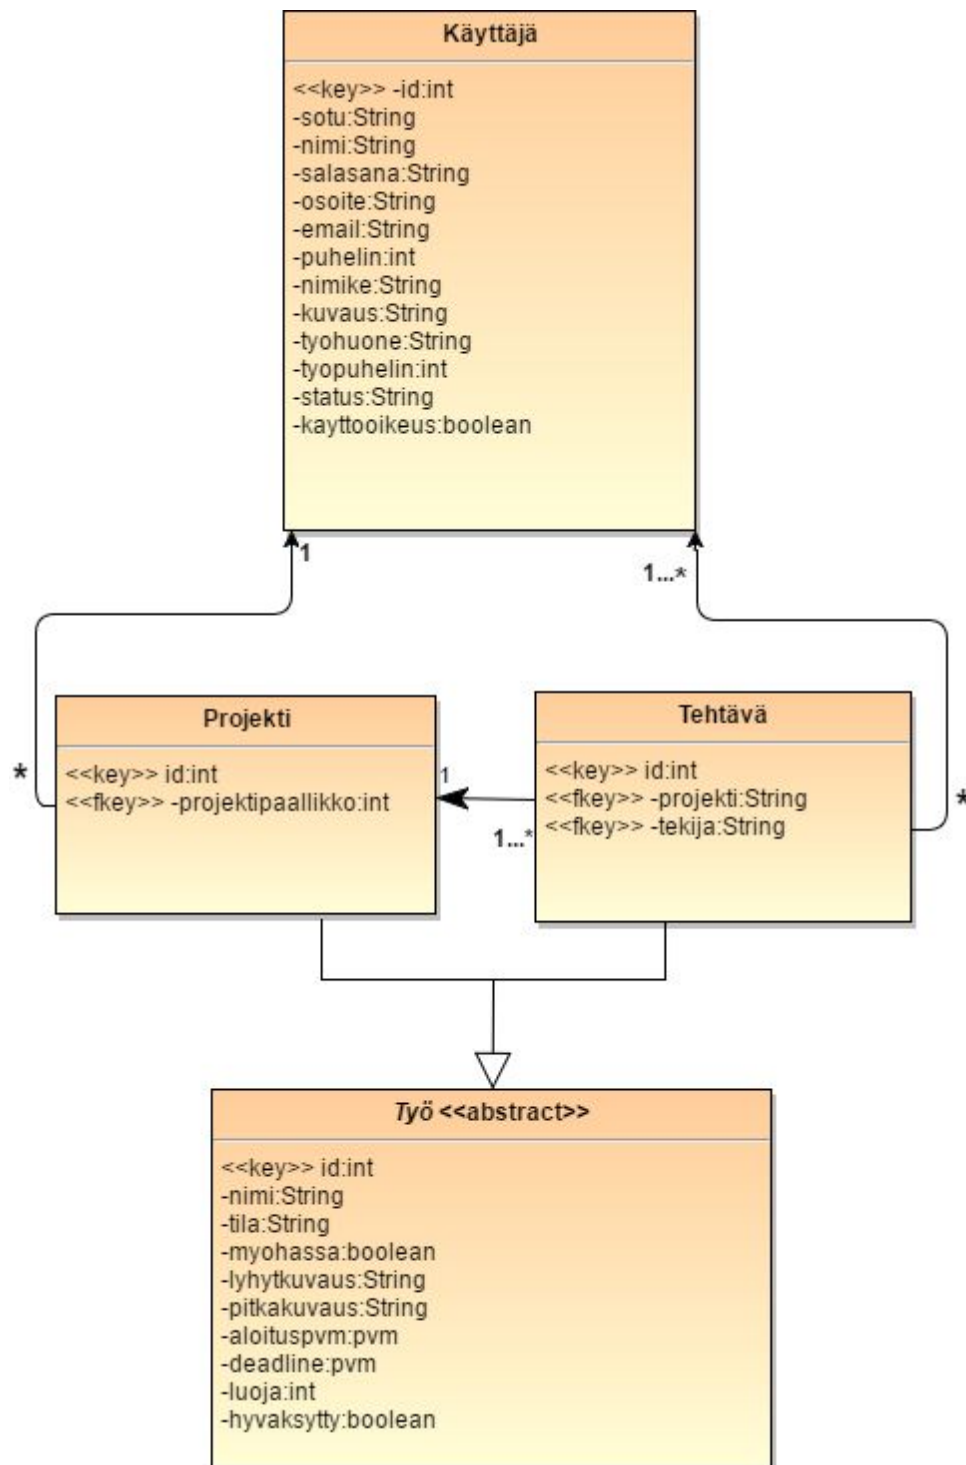 Käyttäjä
<<key>> -id:int
-sotu:String
-nimi:String
-salasana:String
-osoite:String
-email:String
-puhelin:int
-nimike:String
-kuvaus:String
-tyohuone:String
-tyopuhelin:int
-status:String
-kayttooikeus:boolean
1
1...*
Projekti
<<key>> id:int
<<fkey>> -projektipaallikko:int
*
1
1...*
Tehtävä
<<key>> id:int
<<fkey>> -projekti:String
<<fkey>> -tekija:String
*
Työ <<abstract>>
<<key>> id:int
-nimi:String
-tila:String
-myohassa:boolean
-lyhytkuvaus:String
-pitkakuvaus:String
-aloituspvm:pvm
-deadline:pvm
-luoja:int
-hyvaksytty:boolean